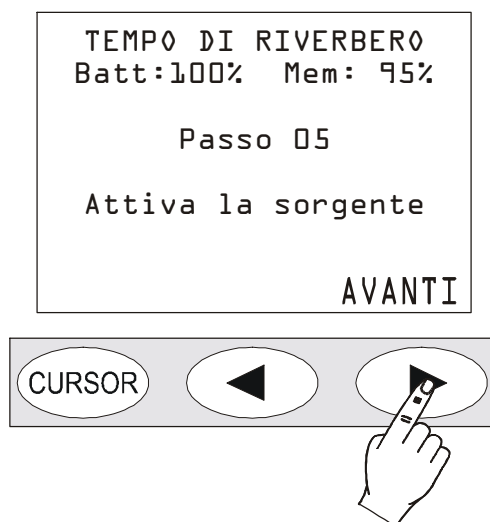 TEMPO DI RIVERBERO
Batt:100% Mem: 95%
Passo 05
Attiva la sorgente
AVANTI
CURSOR